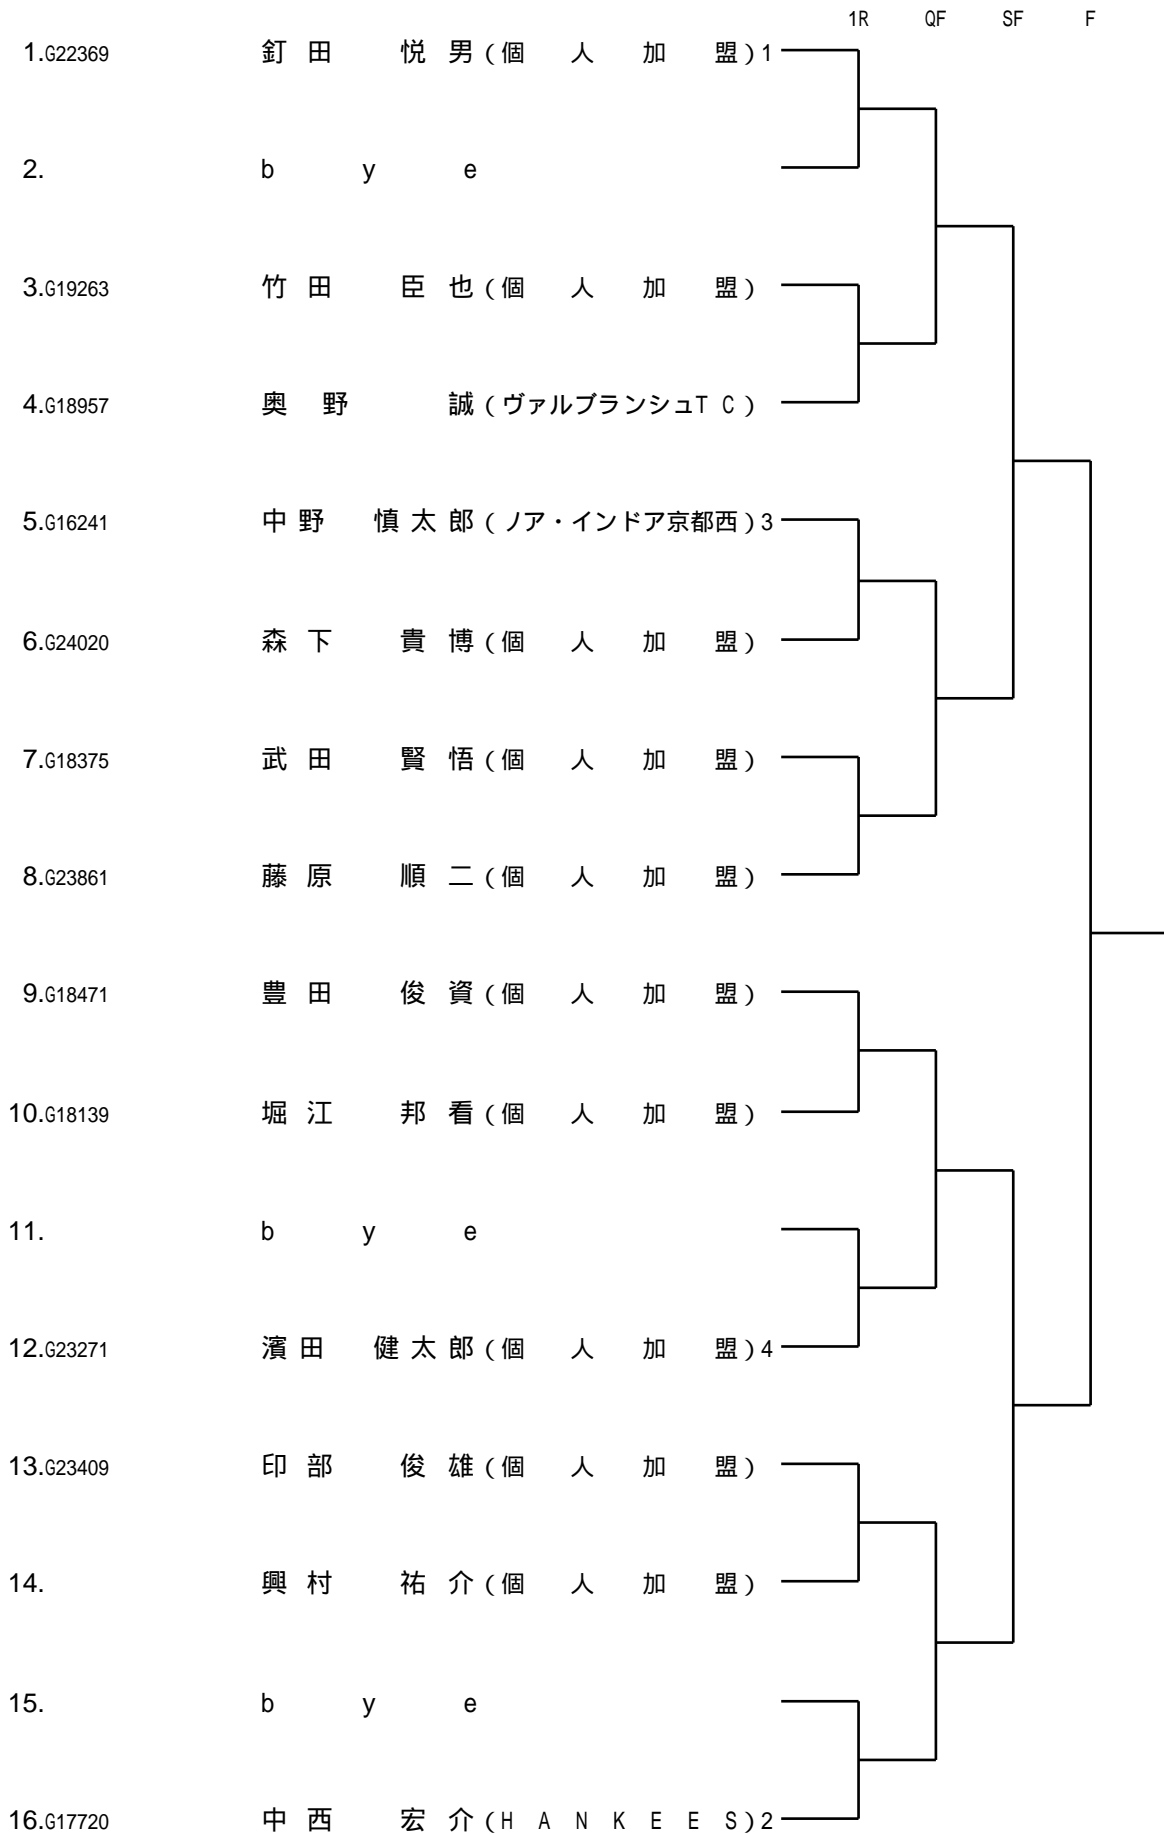 1R QF SF F
1.G22369 釘田 悦男(個人加盟)1
2. bye
3.G19263 竹田 臣也(個人加盟)
4.G18957 奥野 誠(ヴァルブランシュTC)
5.G16241 中野 慎太郎(ノア・インドア京都西)3
6.G24020 森下 貴博(個人加盟)
7.G18375 武田 賢悟(個人加盟)
8.G23861 藤原 順二(個人加盟)
9.G18471 豊田 俊資(個人加盟)
10.G18139 堀江 邦看(個人加盟)
11. bye
12.G23271 濱田 健太郎(個人加盟)4
13.G23409 印部 俊雄(個人加盟)
14. 興村 祐介(個人加盟)
15. bye
16.G17720 中西 宏介(HANKEES)2